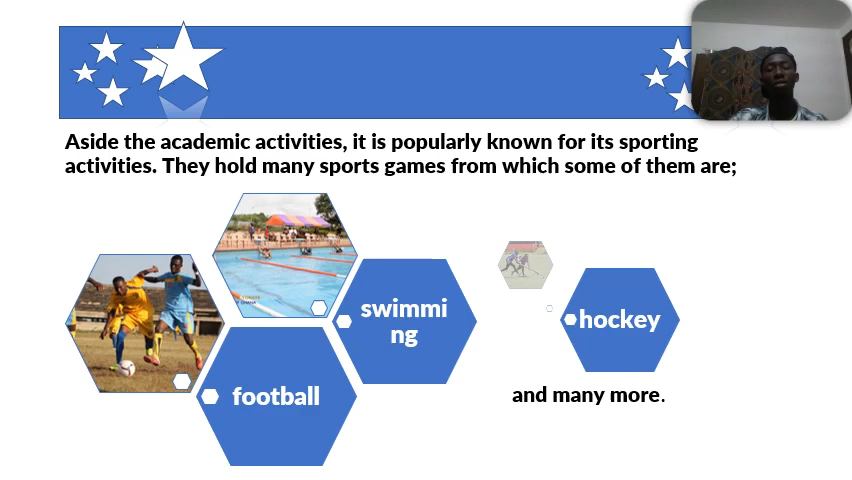 Aside the academic activities, it is popularly known for its sporting
activities. They hold many sports games from which some of them are;
swimmi
ng
hockey
football
and many more.